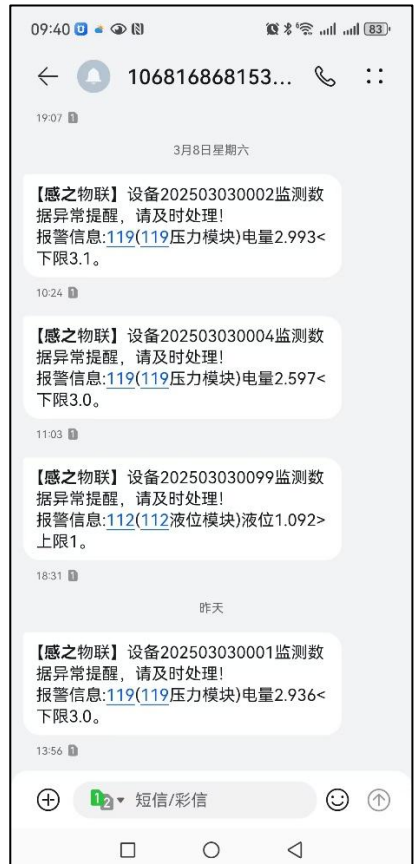 09:40
83
106816868153...
19:07 1
3月8日星期六
【感之物联】设备202503030002监测数
据异常提醒，请及时处理!
报警信息:119(119压力模块)电量2.993<
下限3.1。
10:24 1
【感之物联】设备202503030004监测数
据异常提醒，请及时处理!
报警信息:119(119压力模块)电量2.597<
下限3.0。
11:03 1
【感之物联】设备202503030099监测数
据异常提醒，请及时处理!
报警信息:112(112液位模块)液位1.092>
上限1。
18:31 1
昨天
【感之物联】设备202503030001监测数
据异常提醒，请及时处理!
报警信息:119(119压力模块)电量2.936<
下限3.0。
13:56 1
12 短信/彩信